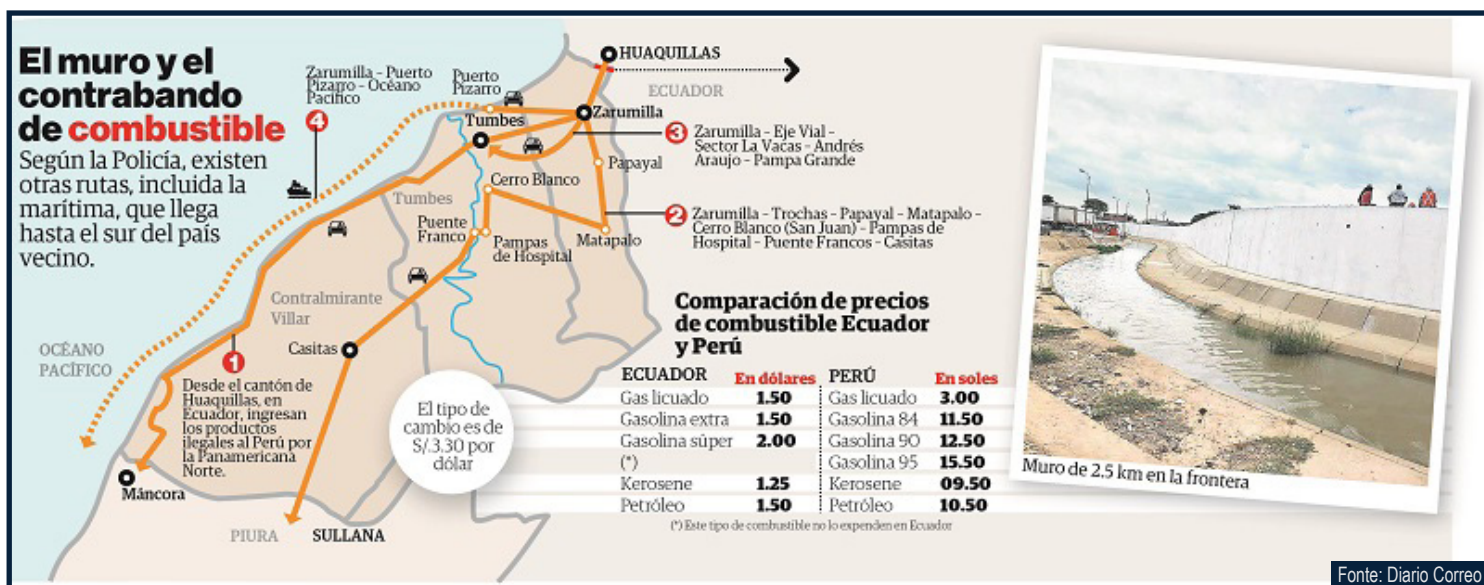 El muro y el
contrabando
de combustible
Según la Policía, existen
otras rutas, incluida la
marítima, que llega
hasta el sur del país
vecino.
4
Zarumilla - Puerto
Pizarro - Océano
Pacífico
Puerto
Pizarro
HUAQUILLAS
ECUADOR
Tumbes
Zarumilla
3
Zarumilla - Eje Vial -
Sector La Vacas - Andrés
Araujo - Pampa Grande
Papayal
Cerro Blanco
Tumbes
2
Zarumilla - Trochas - Papayal - Matapalo -
Cerro Blanco (San Juan) - Pampas de
Hospital - Puente Francos - Casitas
Puente
Franco
Pampas
de Hospital
Matapalo
Contralmirante
Villar
OCÉANO
PACÍFICO
Casitas
1
Desde el cantón de
Huaquillas, en
Ecuador, ingresan
los productos
ilegales al Perú por
la Panamericana
Norte.
Máncora
PIURA
SULLANA
El tipo de
cambio es de
S/.3.30 por
dólar
Comparación de precios
de combustible Ecuador
y Perú
ECUADOR En dólares PERÚ En soles
Gas licuado 1.50 Gas licuado 3.00
Gasolina extra 1.50 Gasolina 84 11.50
Gasolina súper 2.00 Gasolina 90 12.50
(*) Gasolina 95 15.50
Kerosene 1.25 Kerosene 09.50
Petróleo 1.50 Petróleo 10.50
(*) Este tipo de combustible no lo expenden en Ecuador
Muro de 2,5 km en la frontera
Fonte: Diario Correo